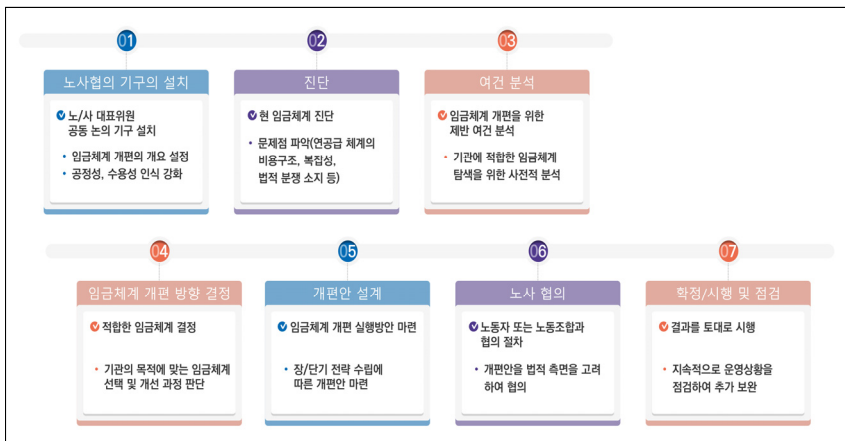 01
노사협의 기구의 설치
노/사 대표위원
공동 논의 기구 설치
• 임금체계 개편의 개요 설정
• 공정성, 수용성 인식 강화
02
진단
현 임금체계 진단
• 문제점 파악(연공급 체계의
비용구조, 복잡성,
법적 분쟁 소지 등)
03
여건 분석
임금체계 개편을 위한
제반 여건 분석
• 기관에 적합한 임금체계
탐색을 위한 사전적 분석
04
임금체계 개편 방향 결정
적합한 임금체계 결정
• 기관의 목적에 맞는 임금체계
선택 및 개선 과정 판단
05
개편안 설계
임금체계 개편 실행방안 마련
• 장/단기 전략 수립에
따른 개편안 마련
06
노사 협의
노동자 또는 노동조합과
협의 절차
• 개편안을 법적 측면을 고려
하여 협의
07
확정/시행 및 점검
결과를 토대로 시행
• 지속적으로 운영상황을
점검하여 추가 보완